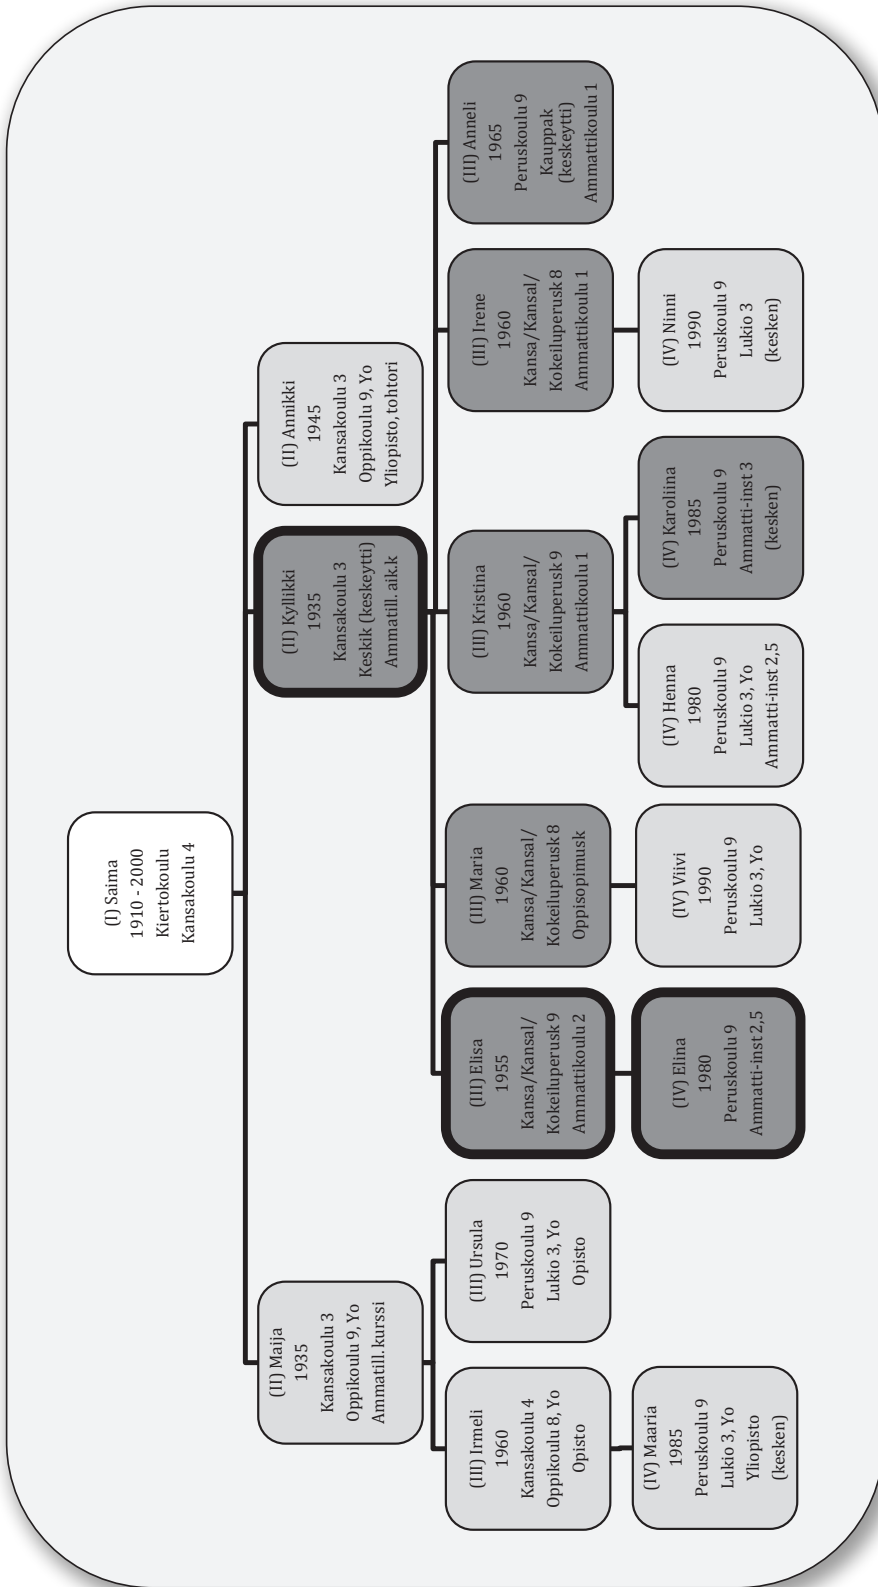 (I) Saima
1910 - 2000
Kiertokoulu
Kansakoulu 4
(II) Maija
1935
Kansakoulu 3
Oppikoulu 9, Yo
Ammatill. kurssi
(II) Kyllikki
1935
Kansakoulu 3
Keskik (keskeytti)
Ammatill. aik.k
(II) Annikki
1945
Kansakoulu 3
Oppikoulu 9, Yo
Yliopisto, tohtori
(III) Irmeli
1960
Kansakoulu 4
Oppikoulu 8, Yo
Opisto
(III) Ursula
1970
Peruskoulu 9
Lukio 3, Yo
Opisto
(III) Elisa
1955
Kansa/Kansal/
Kokeiluperusk 9
Ammattikoulu 2
(III) Maria
1960
Kansa/Kansal/
Kokeiluperusk 8
Oppisopimusk
(III) Kristina
1960
Kansa/Kansal/
Kokeiluperusk 9
Ammattikoulu 1
(III) Irene
1960
Kansa/Kansal/
Kokeiluperusk 8
Ammattikoulu 1
(III) Anneli
1965
Peruskoulu 9
Kauppak
(keskeytti)
Ammattikoulu 1
(IV) Maaria
1985
Peruskoulu 9
Lukio 3, Yo
Yliopisto
(kesken)
(IV) Elina
1980
Peruskoulu 9
Ammatti-inst 2,5
(IV) Viivi
1990
Peruskoulu 9
Lukio 3, Yo
(IV) Henna
1980
Peruskoulu 9
Lukio 3, Yo
Ammatti-inst 2,5
(IV) Karoliina
1985
Peruskoulu 9
Ammatti-inst 3
(kesken)
(IV) Ninni
1990
Peruskoulu 9
Lukio 3
(kesken)